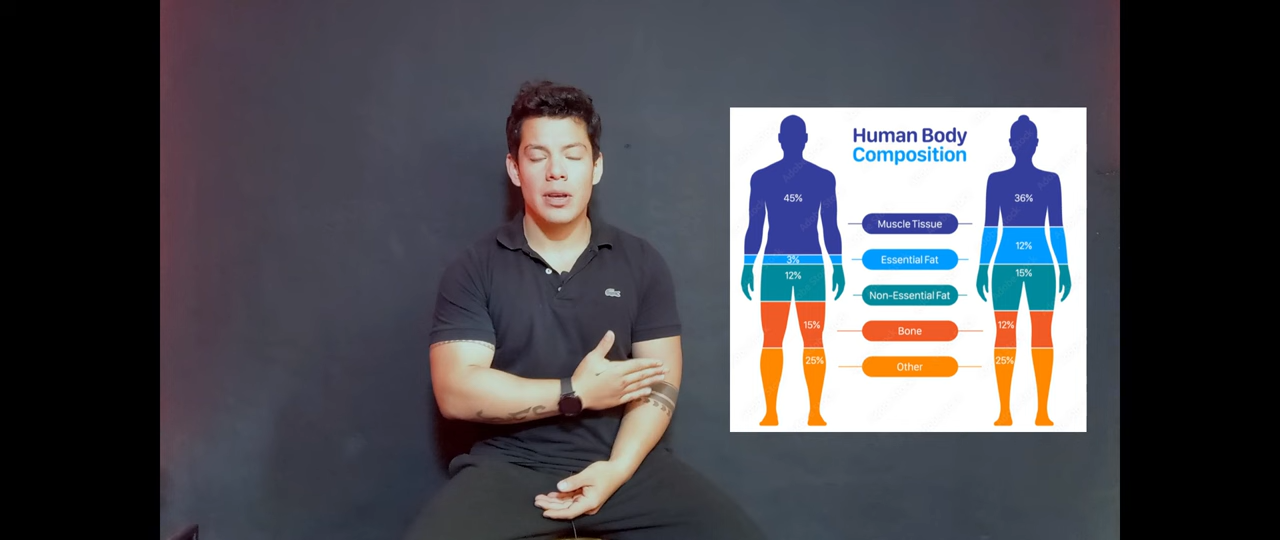 Human Body
Composition
45%
36%
Muscle Tissue
12%
3%
Essential Fat
12%
15%
Non-Essential Fat
15%
12%
Bone
25%
25%
Other